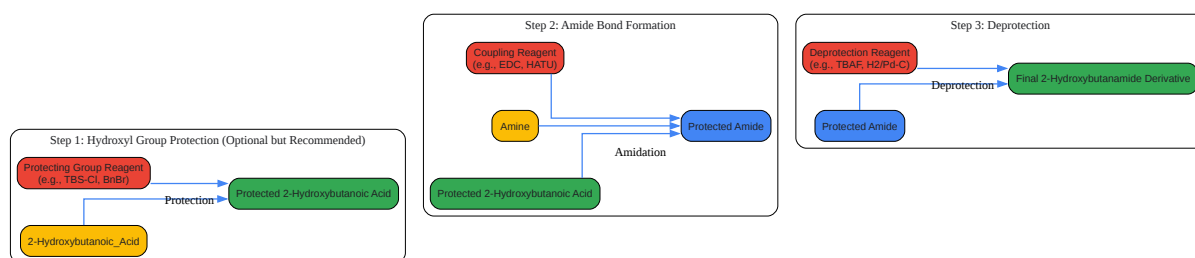 Step 1: Hydroxyl Group Protection (Optional but Recommended)
Protecting Group Reagent
(e.g., TBS-Cl, BnBr)
Protected 2-Hydroxybutanoic Acid
Protection
2-Hydroxybutanoic_Acid
Step 2: Amide Bond Formation
Coupling Reagent
(e.g., EDC, HATU)
Amine
Protected Amide
Amidation
Protected 2-Hydroxybutanoic Acid
Step 3: Deprotection
Deprotection Reagent
(e.g., TBAF, H2/Pd-C)
Final 2-Hydroxybutanamide Derivative
Deprotection
Protected Amide